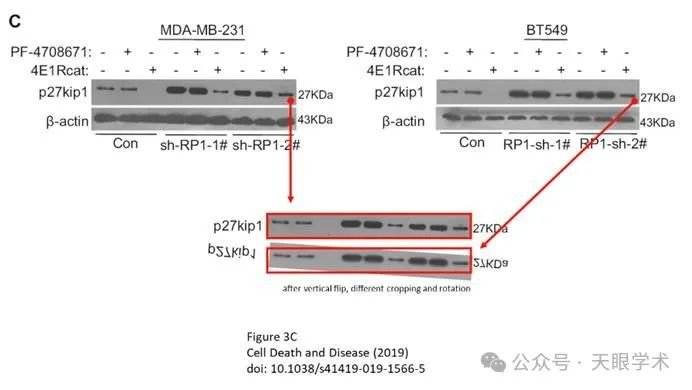 C
MDA-MB-231 BT549
PF-4708671: - + - + - + PF-4708671: - + - + - +
4E1Rcat: - - + - - + - - + 4E1Rcat: - - + - - + - - +
p27kip1 27KDa p27kip1 27KDa
β-actin 43KDa β-actin 43KDa
Con sh-RP1-1# sh-RP1-2# Con RP1-sh-1# RP1-sh-2#
p27kip1 27KDa
p27kip1 27KDa
after vertical flip, different cropping and rotation
Figure 3C
Cell Death and Disease (2019)
doi: 10.1038/s41419-019-1566-5
公众号 · 天眼学术